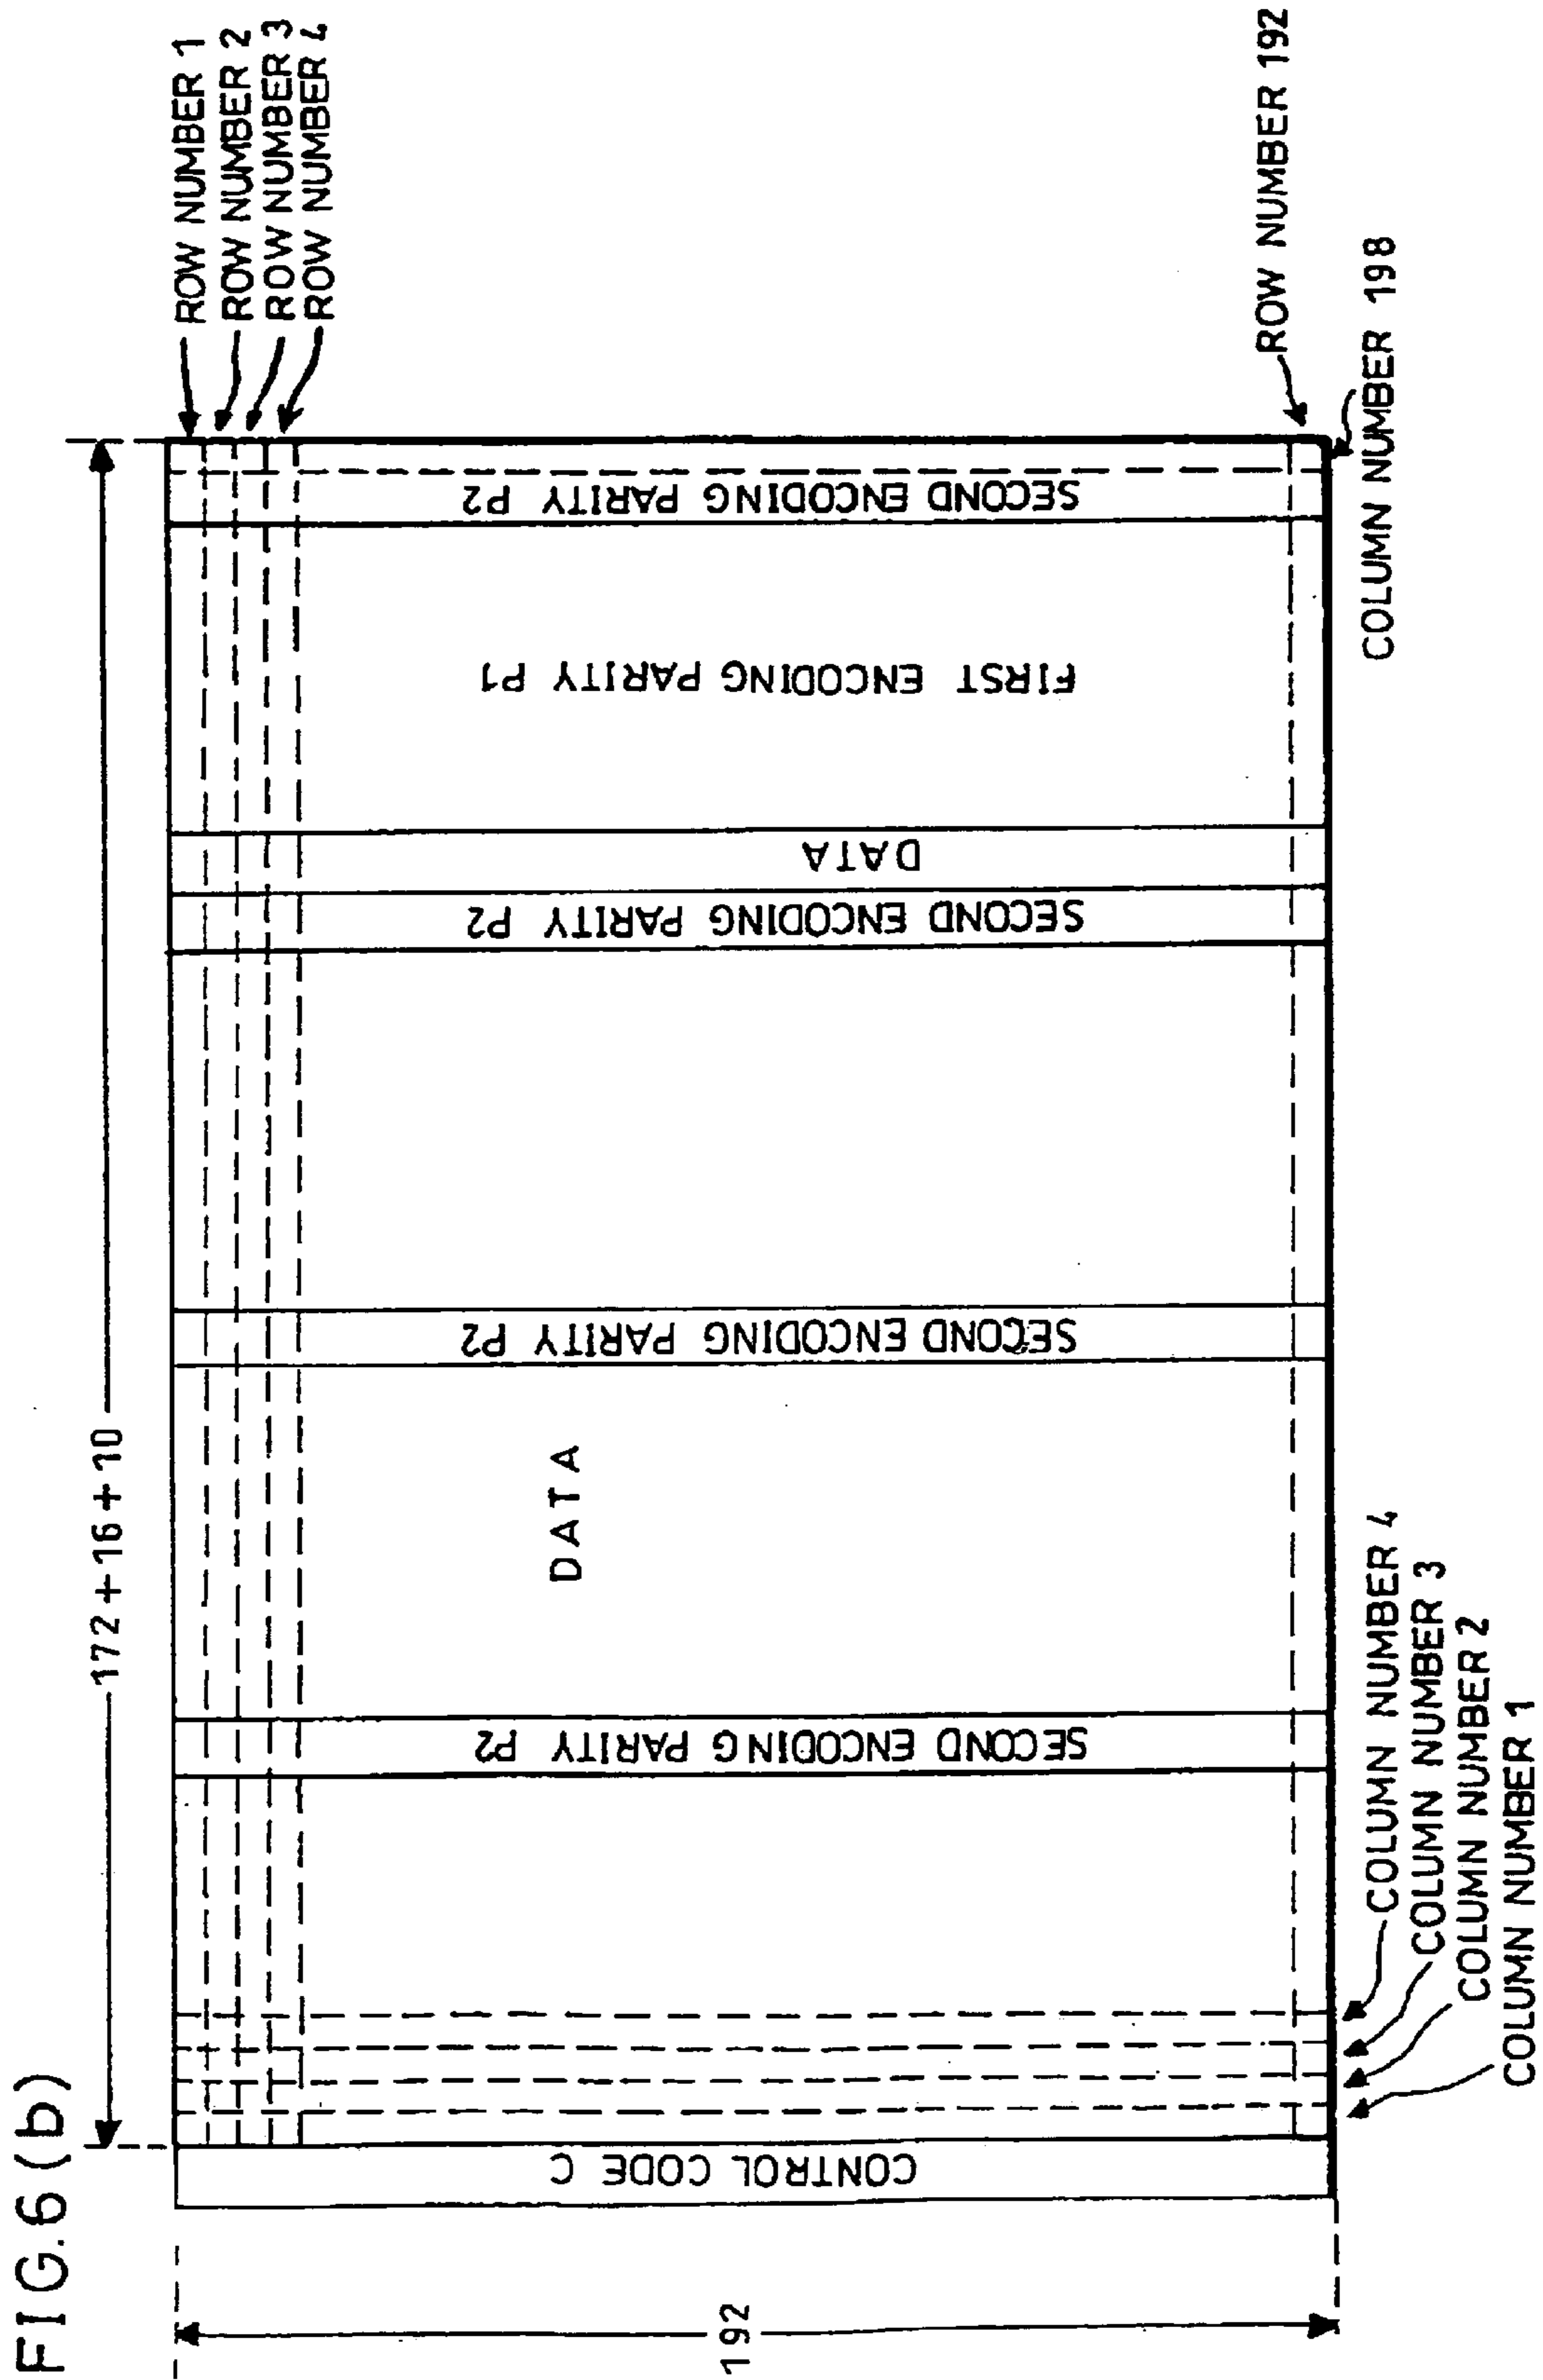 FIG.6(b)
172+16+10
192
ROW NUMBER 1
ROW NUMBER 2
ROW NUMBER 3
ROW NUMBER 4
CONTROL CODE C
SECOND ENCODING PARITY P2
DATA
SECOND ENCODING PARITY P2
SECOND ENCODING PARITY P2
DATA
FIRST ENCODING PARITY P1
SECOND ENCODING PARITY P2
ROW NUMBER 192
COLUMN NUMBER 198
COLUMN NUMBER 4
COLUMN NUMBER 3
COLUMN NUMBER 2
COLUMN NUMBER 1